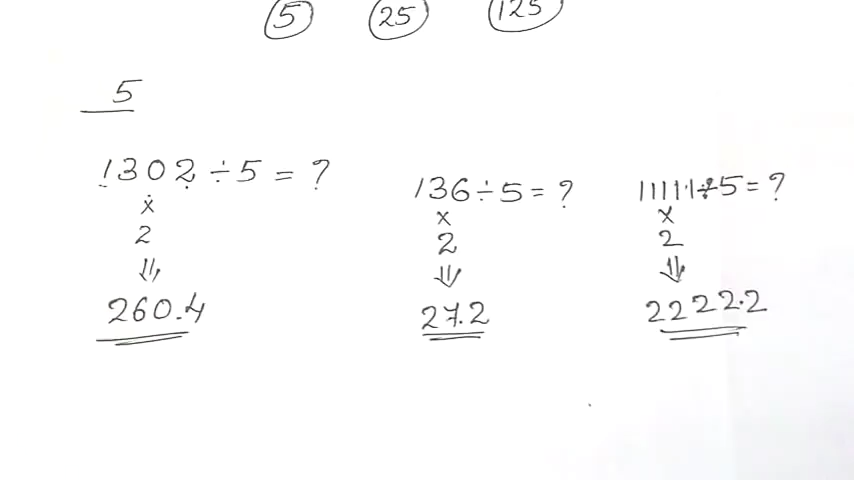 5 25 125
5
1302 ÷ 5 = ? 136 ÷ 5 = ? 11111 ÷ 5 = ?
x x x
2 2 2
⇓ ⇓ ⇓
260.4 27.2 2222.2